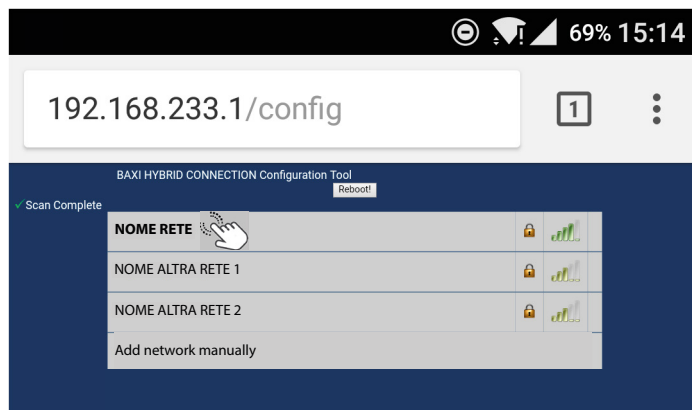 69% 15:14
192.168.233.1/config
1
BAXI HYBRID CONNECTION Configuration Tool
Reboot!
Scan Complete
NOME RETE
NOME ALTRA RETE 1
NOME ALTRA RETE 2
Add network manually